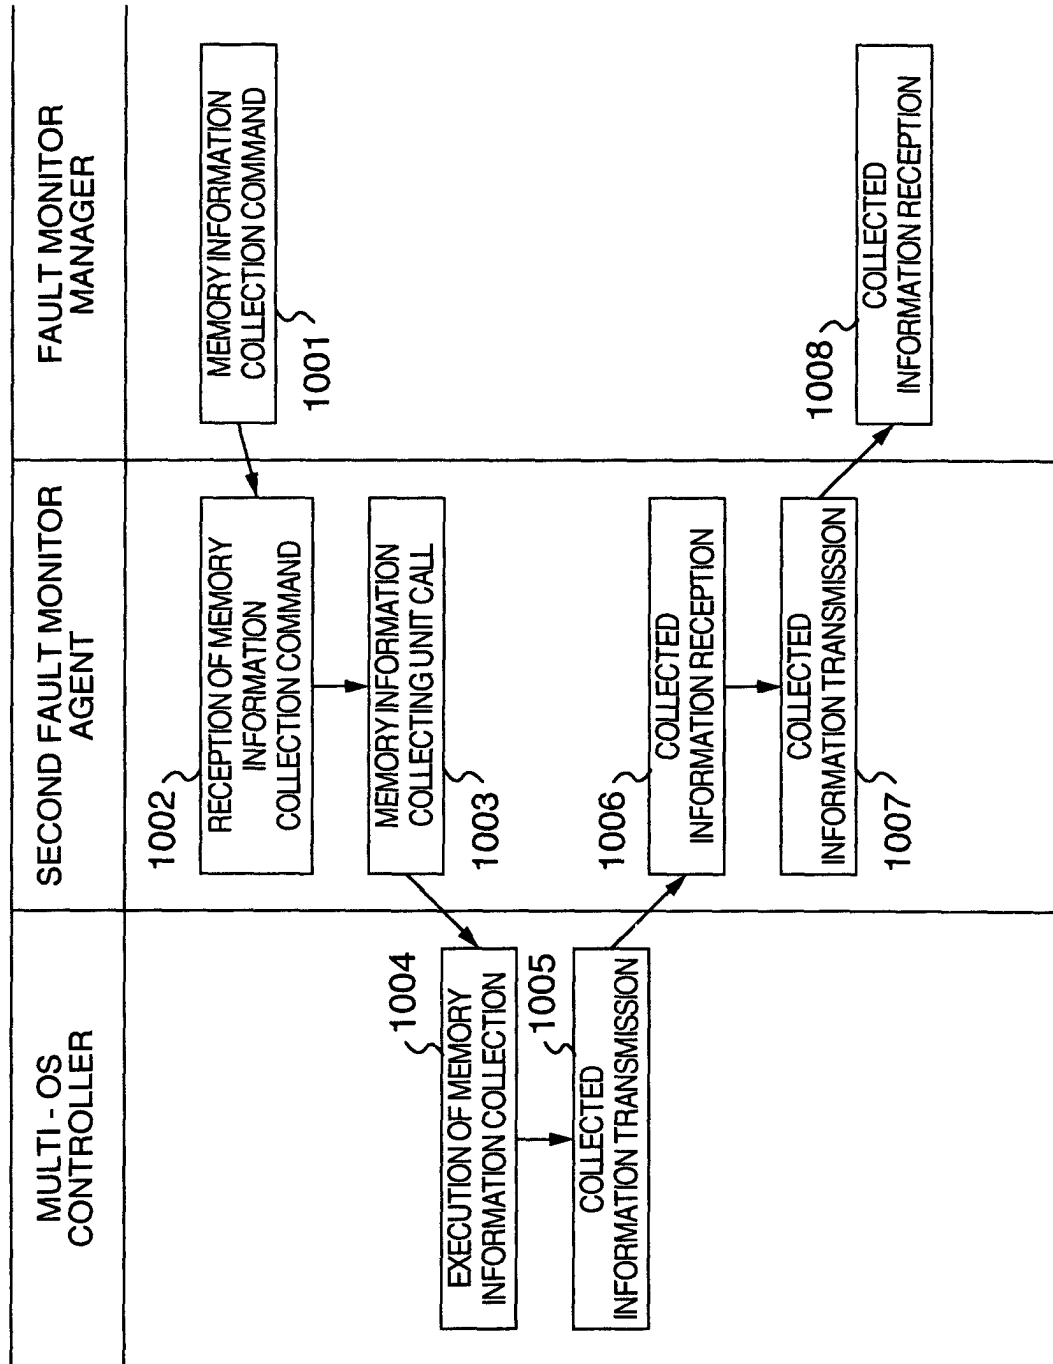 MULTI - OS
CONTROLLER
SECOND FAULT MONITOR
AGENT
FAULT MONITOR
MANAGER
MEMORY INFORMATION
COLLECTION COMMAND
1001
1002
RECEPTION OF MEMORY
INFORMATION
COLLECTION COMMAND
MEMORY INFORMATION
COLLECTING UNIT CALL
1003
1004
EXECUTION OF MEMORY
INFORMATION COLLECTION
1005
COLLECTED
INFORMATION TRANSMISSION
1006
COLLECTED
INFORMATION RECEPTION
COLLECTED
INFORMATION TRANSMISSION
1007
1008
COLLECTED
INFORMATION RECEPTION